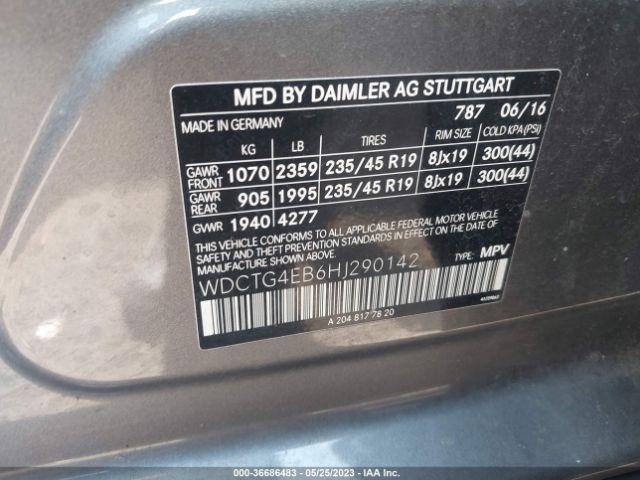 MFD BY DAIMLER AG STUTTGART
787 06/16
MADE IN GERMANY
KG LB TIRES RIM SIZE COLD KPA(PSI)
GAWR FRONT 1070 2359 235/45 R19 8Jx19 300(44)
GAWR REAR 905 1995 235/45 R19 8Jx19 300(44)
GVWR 1940 4277
THIS VEHICLE CONFORMS TO ALL APPLICABLE FEDERAL MOTOR VEHICLE
SAFETY AND THEFT PREVENTION STANDARDS IN EFFECT ON THE DATE OF
MANUFACTURE SHOWN ABOVE.
TYPE: MPV
WDCTG4EB6HJ290142
A 204 817 78 20
000-36686483 - 05/25/2023 - IAA Inc.